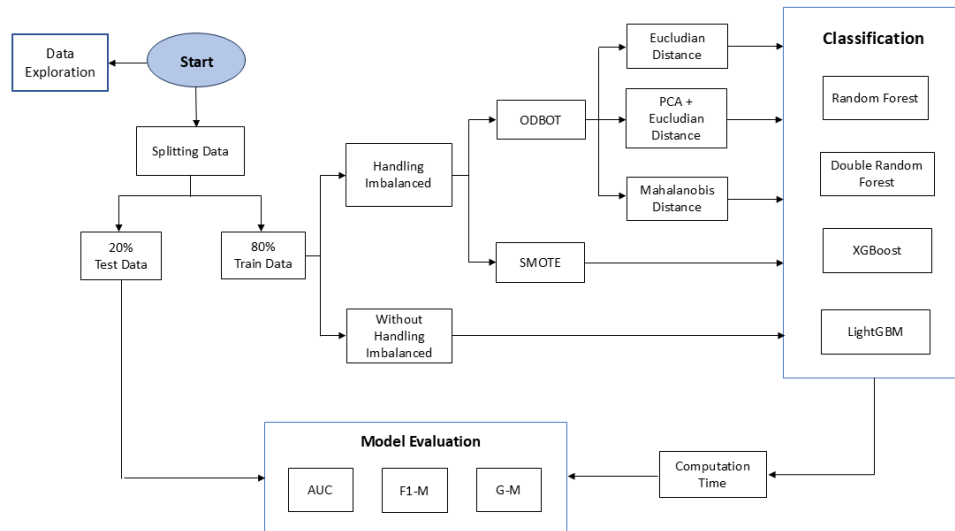 Data
Exploration
Start
Splitting Data
20%
Test Data
80%
Train Data
Handling
Imbalanced
Without
Handling
Imbalanced
ODBOT
SMOTE
Eucludian
Distance
PCA +
Eucludian
Distance
Mahalanobis
Distance
Classification
Random Forest
Double Random
Forest
XGBoost
LightGBM
Computation
Time
Model Evaluation
AUC
F1-M
G-M